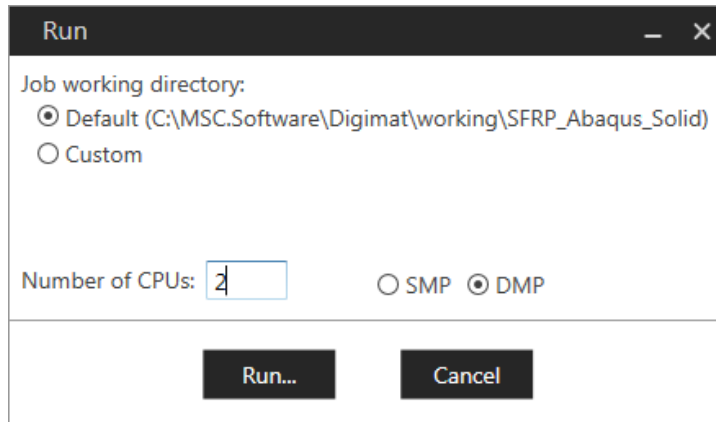 Run
Job working directory:
Default (C:\MSC.Software\Digimat\working\SFRP_Abaqus_Solid)
Custom
Number of CPUs: 2 SMP DMP
Run... Cancel